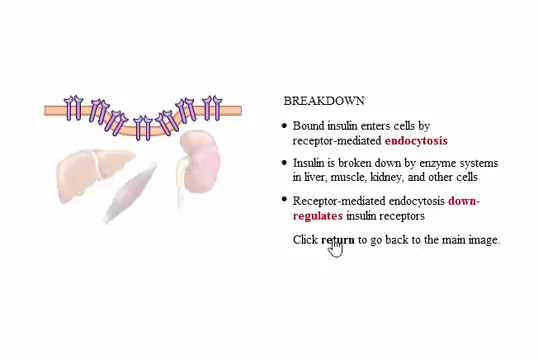 BREAKDOWN
• Bound insulin enters cells by
receptor-mediated endocytosis
• Insulin is broken down by enzyme systems
in liver, muscle, kidney, and other cells
• Receptor-mediated endocytosis down-
regulates insulin receptors
Click return to go back to the main image.